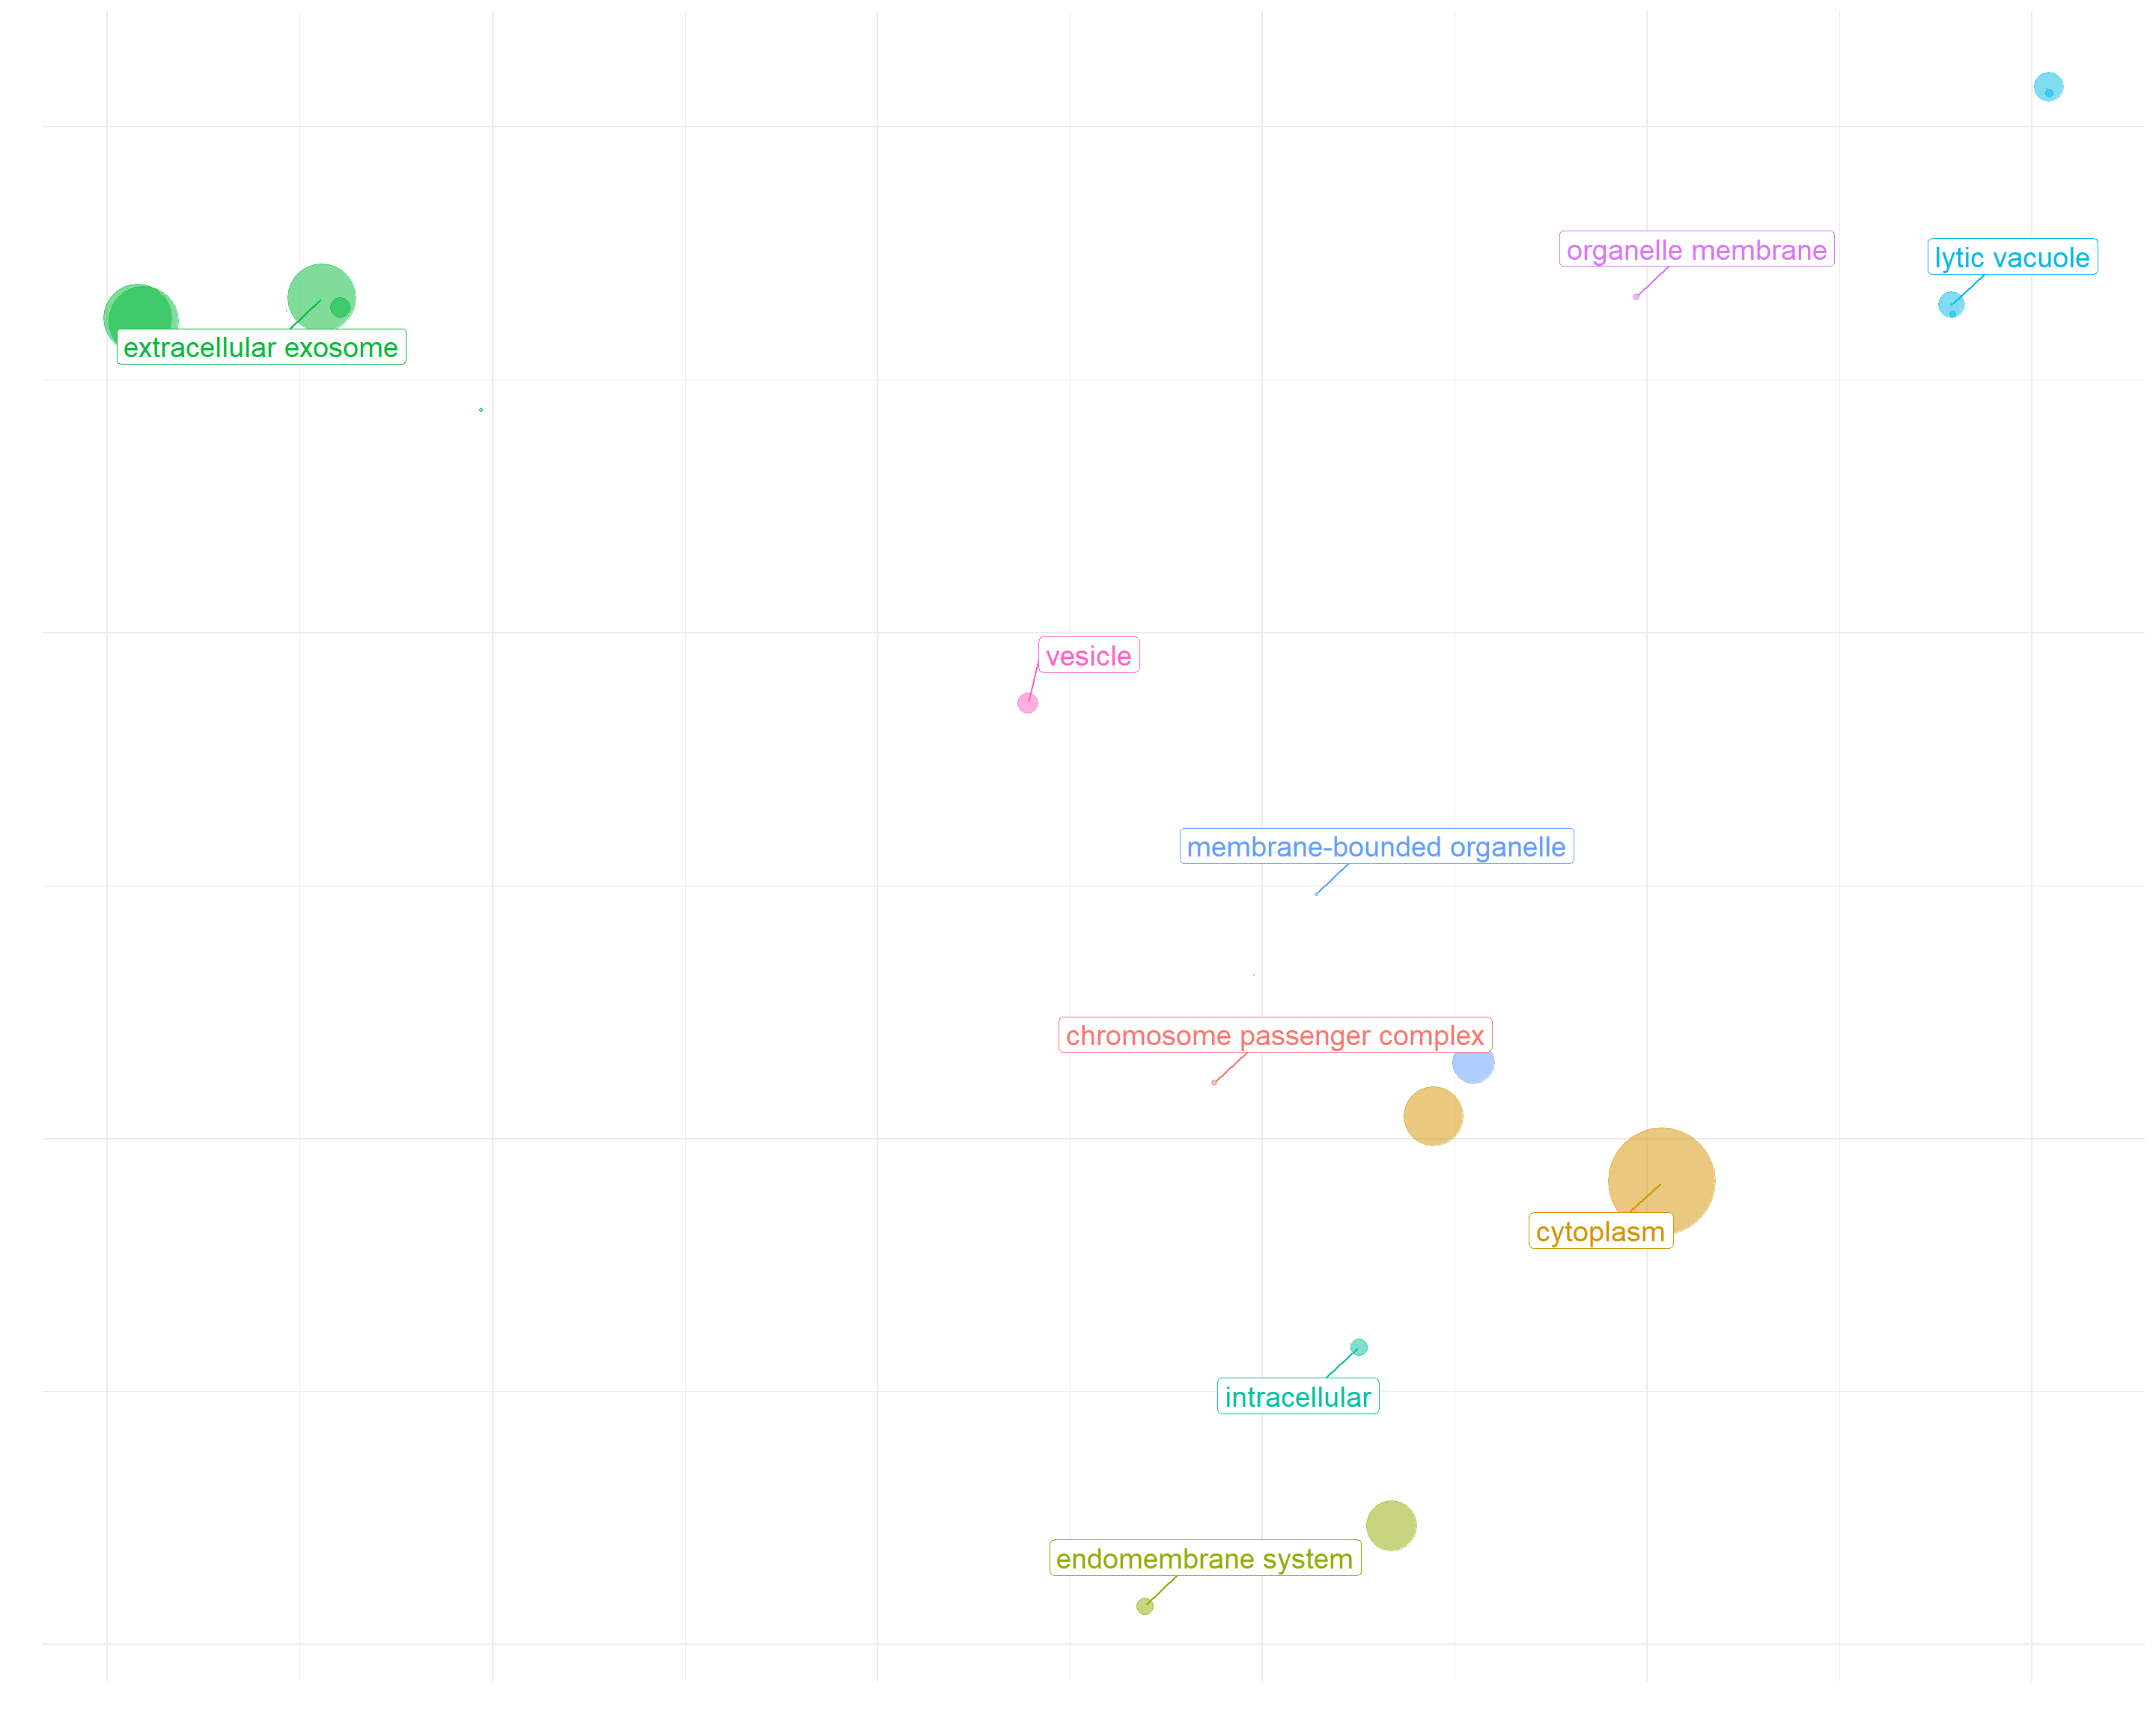 organelle membrane
lytic vacuole
extracellular exosome
vesicle
membrane-bounded organelle
chromosome passenger complex
cytoplasm
intracellular
endomembrane system